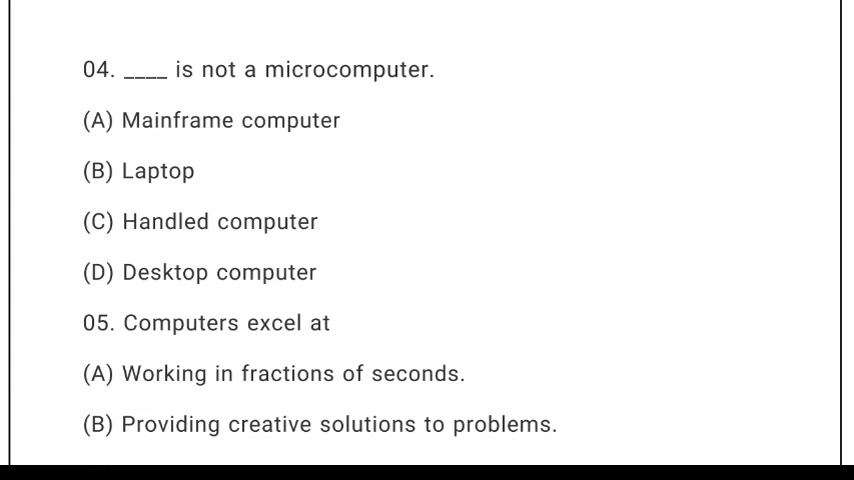 04. ____ is not a microcomputer.
(A) Mainframe computer
(B) Laptop
(C) Handled computer
(D) Desktop computer
05. Computers excel at
(A) Working in fractions of seconds.
(B) Providing creative solutions to problems.